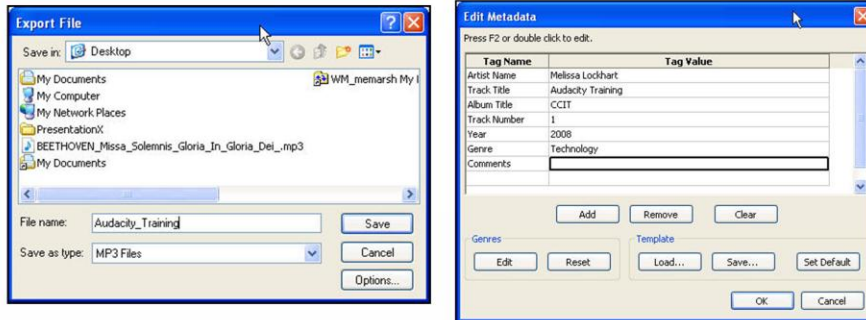 Export File
Save in: Desktop
My Documents
My Computer
My Network Places
PresentationX
BEETHOVEN_Missa_Solemnis_Gloria_In_Gloria_Dei_.mp3
My Documents
WM_memarsh My
File name: Audacity_Training
Save
Save as type: MP3 Files
Cancel
Options...
Edit Metadata
Press F2 or double click to edit.
Tag Name Tag Value
Artist Name Melissa Lockhart
Track Title Audacity Training
Album Title CCIT
Track Number 1
Year 2008
Genre Technology
Comments
Add Remove Clear
Genres
Edit Reset
Template
Load... Save... Set Default
OK Cancel